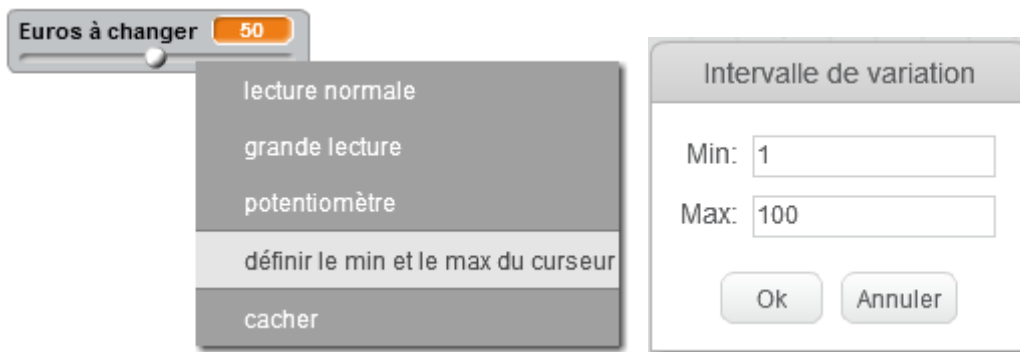 Euros à changer 50
lecture normale
grande lecture
potentiomètre
définir le min et le max du curseur
cacher
Intervalle de variation
Min: 1
Max: 100
Ok Annuler